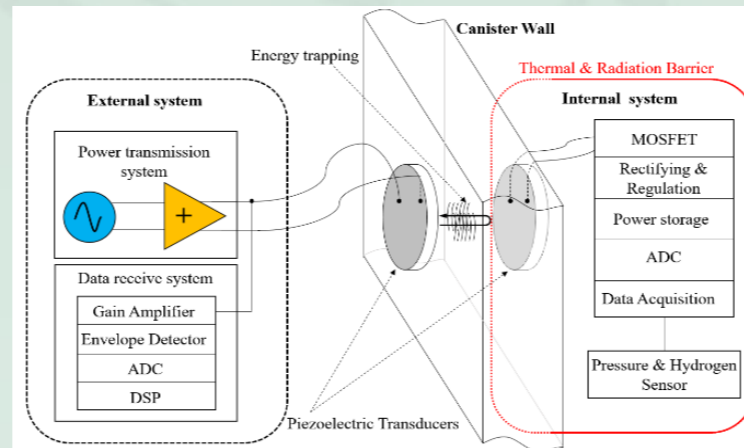 Canister Wall
Energy trapping
Thermal & Radiation Barrier
External system
Internal system
Power transmission
system
+
MOSFET
Rectifying &
Regulation
Power storage
ADC
Data Acquisition
Data receive system
Gain Amplifier
Envelope Detector
ADC
DSP
Pressure & Hydrogen
Sensor
Piezoelectric Transducers